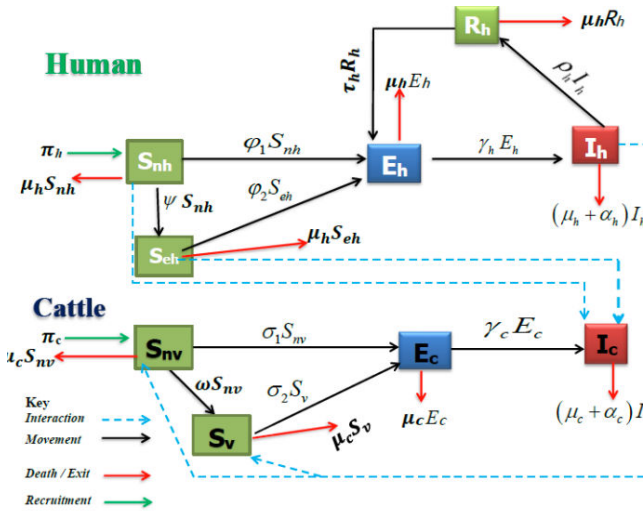 R_h
μ_h R_h
Human
τ_h R_h
μ_h E_h
ρ_h I_h
π_h
S_nh
φ_1 S_nh
E_h
γ_h E_h
I_h
μ_h S_nh
ψ S_nh
φ_2 S_eh
(μ_h + α_h) I_h
S_eh
μ_h S_eh
Cattle
π_c
S_nv
σ_1 S_nv
E_c
γ_c E_c
I_c
μ_c S_nv
ω S_nv
σ_2 S_v
(μ_c + α_c) I
Key
Interaction
S_v
μ_c S_v
μ_c E_c
Movement
Death / Exit
Recruitment